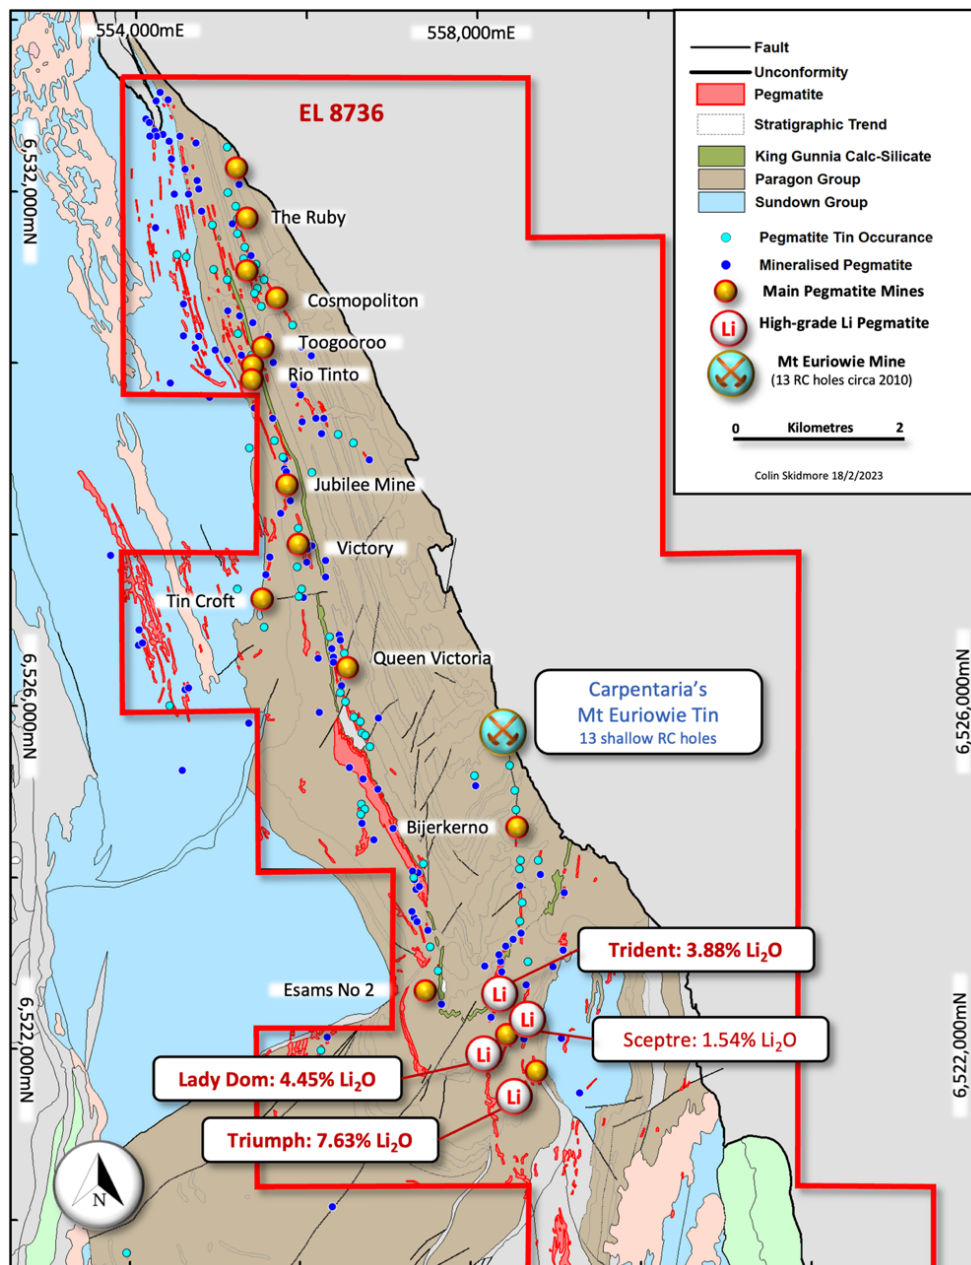 554,000mE
558,000mE
EL 8736
Fault
Unconformity
Pegmatite
Stratigraphic Trend
King Gunnia Calc-Silicate
Paragon Group
Sundown Group
Pegmatite Tin Occurance
Mineralised Pegmatite
Main Pegmatite Mines
Li
High-grade Li Pegmatite
Mt Euriowie Mine
(13 RC holes circa 2010)
0 Kilometres 2
Colin Skidmore 18/2/2023
6,532,000mN
The Ruby
Cosmopoliton
Toogooroo
Rio Tinto
Jubilee Mine
Victory
Tin Croft
Queen Victoria
6,526,000mN
6,526,000mN
Carpentaria's
Mt Euriowie Tin
13 shallow RC holes
Bijerkerno
Trident: 3.88% Li₂O
Esams No 2
Li
Li
Sceptre: 1.54% Li₂O
6,522,000mN
6,522,000mN
Li
Lady Dom: 4.45% Li₂O
Li
Triumph: 7.63% Li₂O
N